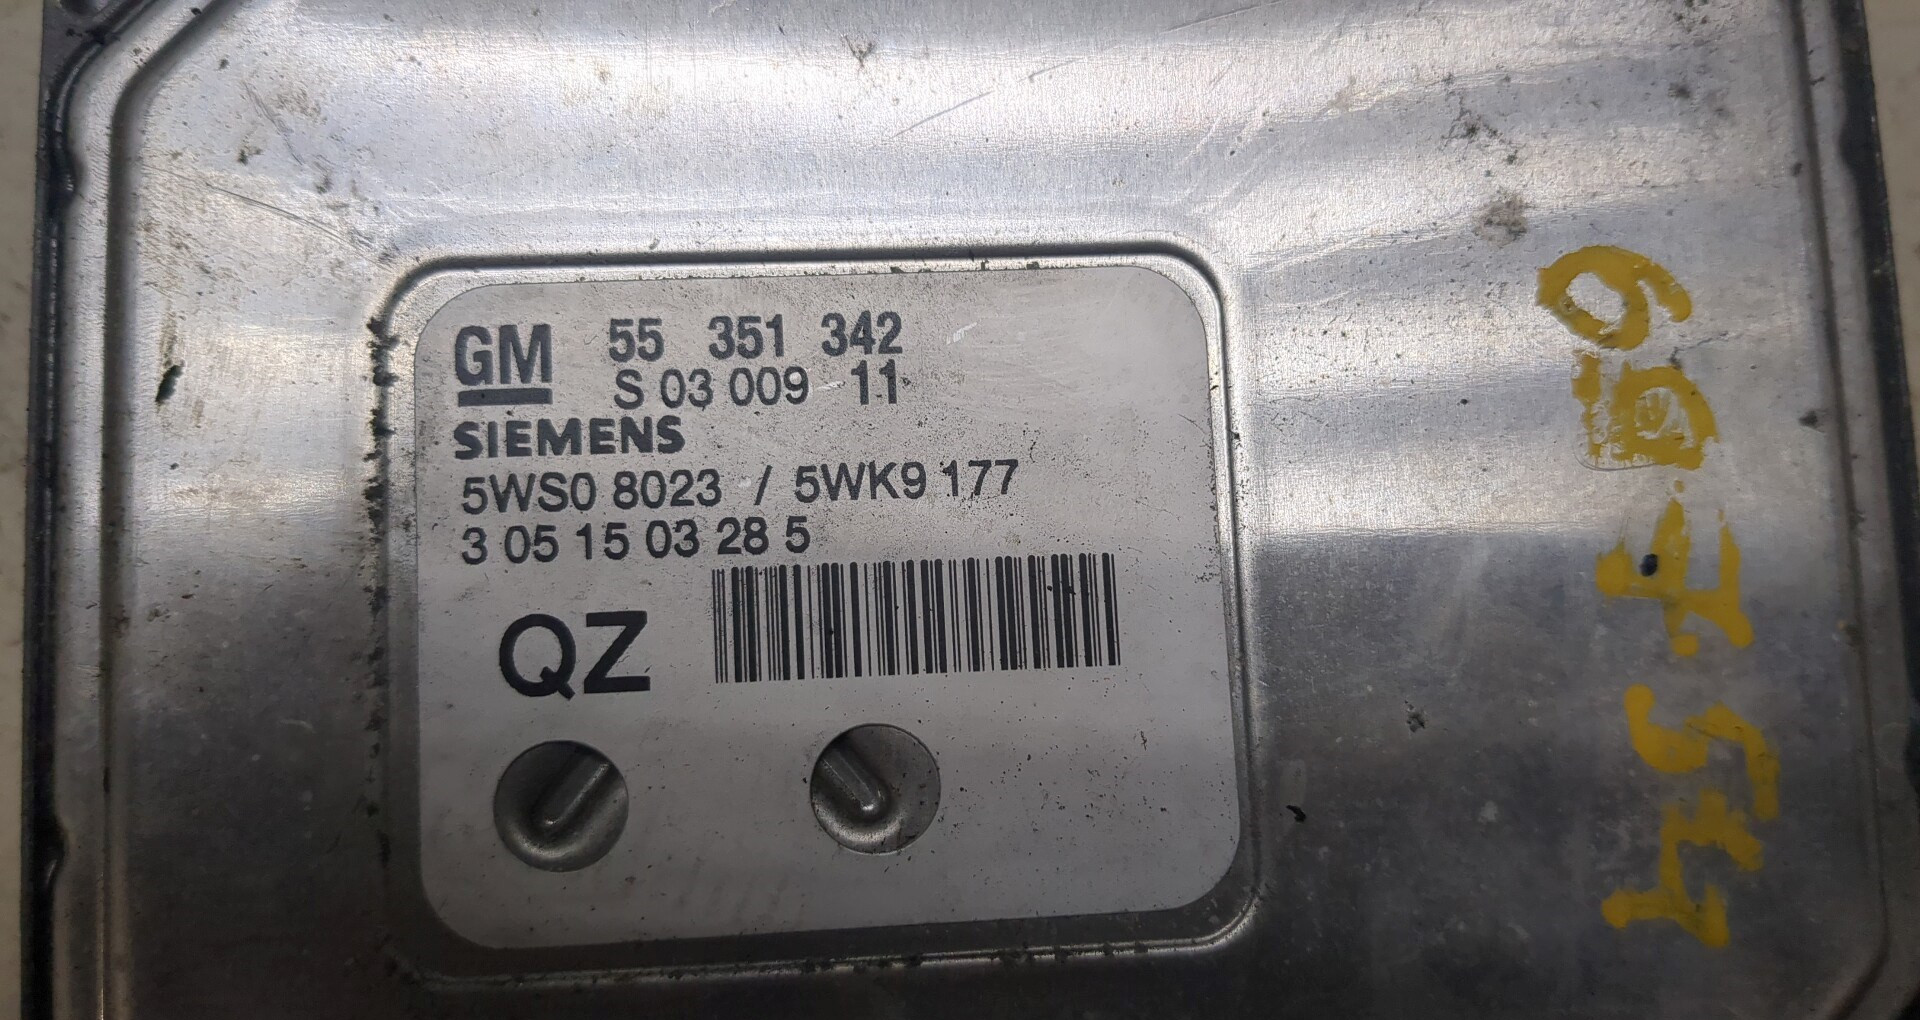 GM 55 351 342
S 03 009 11
SIEMENS
5WS0 8023 / 5WK9 177
3 05 15 03 28 5
QZ